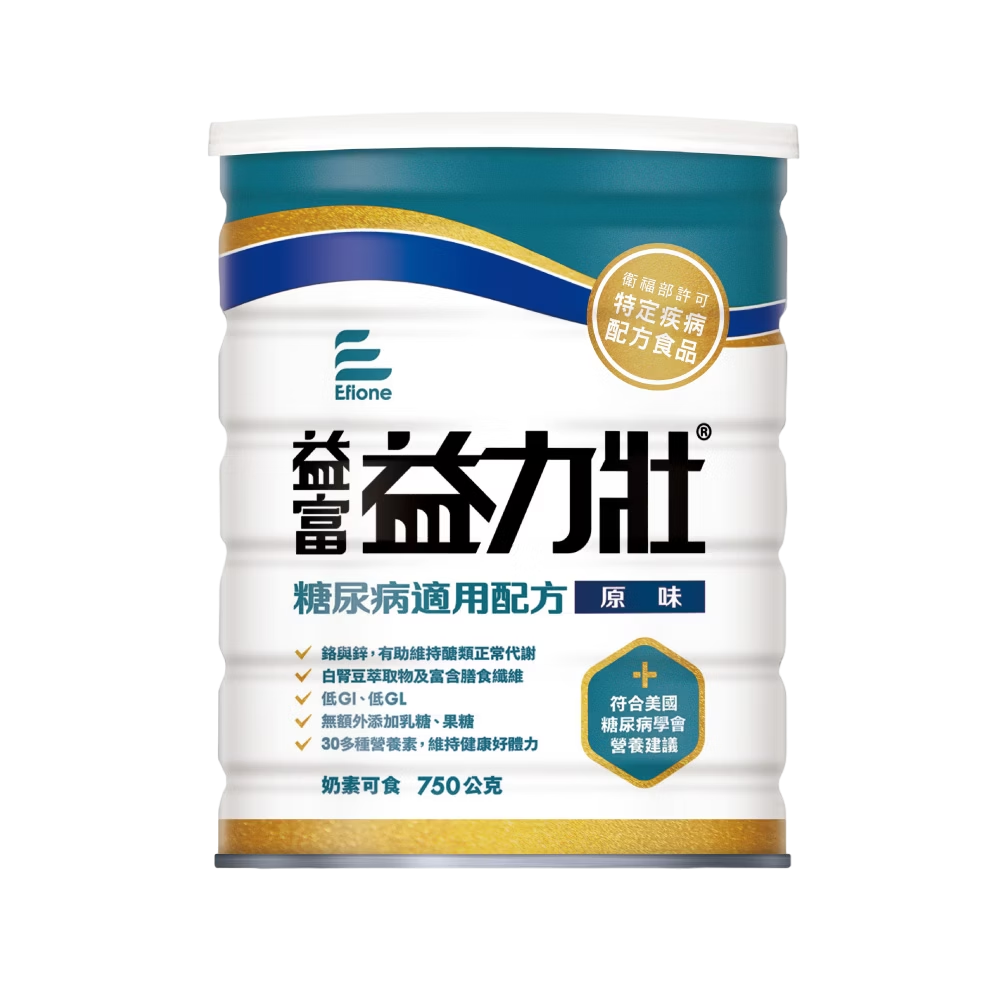 衛福部許可
特定疾病
配方食品
Efione
益富 益力壯®
糖尿病適用配方 原味
鉻與鋅，有助維持醣類正常代謝
白腎豆萃取物及富含膳食纖維
低GI、低GL
無額外添加乳糖、果糖
30多種營養素，維持健康好體力
符合美國
糖尿病學會
營養建議
奶素可食 750公克